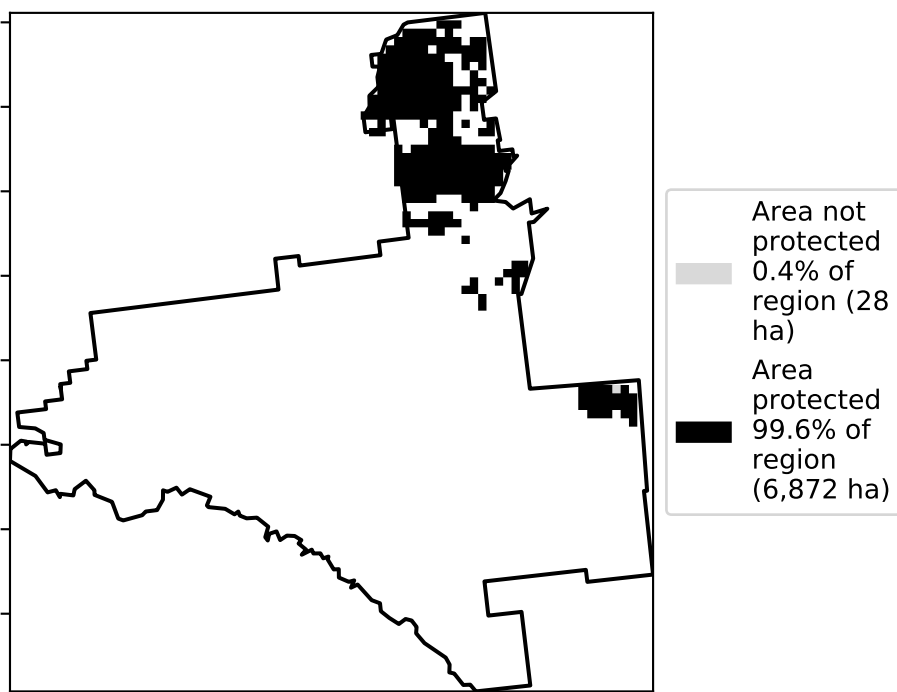 Area not
protected
0.4% of
region (28
ha)
Area
protected
99.6% of
region
(6,872 ha)